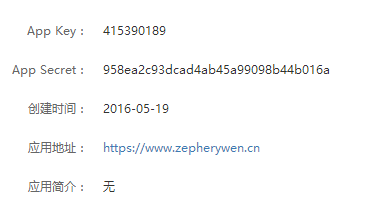 App Key： 415390189
App Secret： 958ea2c93dcad4ab45a99098b44b016a
创建时间： 2016-05-19
应用地址： https://www.zepherywen.cn
应用简介： 无